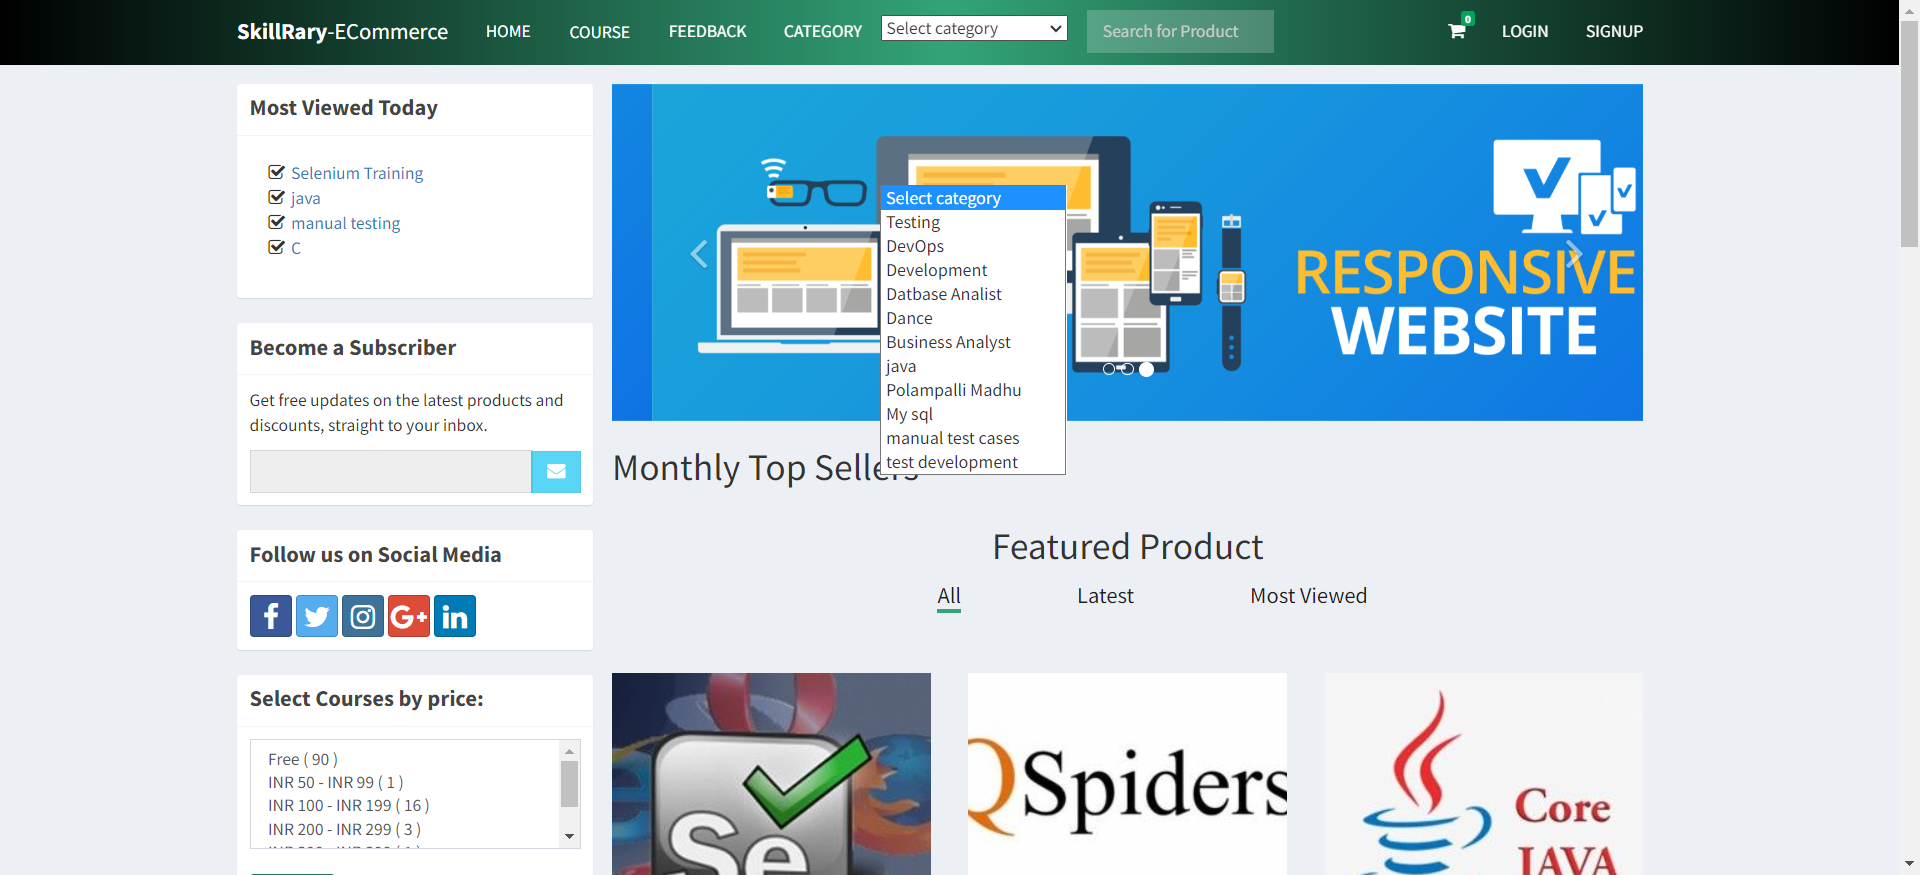 SkillRary-ECommerce HOME COURSE FEEDBACK CATEGORY Select category Search for Product 0 LOGIN SIGNUP
Most Viewed Today
Selenium Training
java
manual testing
C
Become a Subscriber
Get free updates on the latest products and
discounts, straight to your inbox.
Follow us on Social Media
Select Courses by price:
Free ( 90 )
INR 50 - INR 99 ( 1 )
INR 100 - INR 199 ( 16 )
INR 200 - INR 299 ( 3 )
Select category
Testing
DevOps
Development
Datbase Analist
Dance
Business Analyst
java
Polampalli Madhu
My sql
manual test cases
test development
RESPONSIVE
WEBSITE
Monthly Top Sellers
Featured Product
All Latest Most Viewed
Se
QSpiders
Core
JAVA